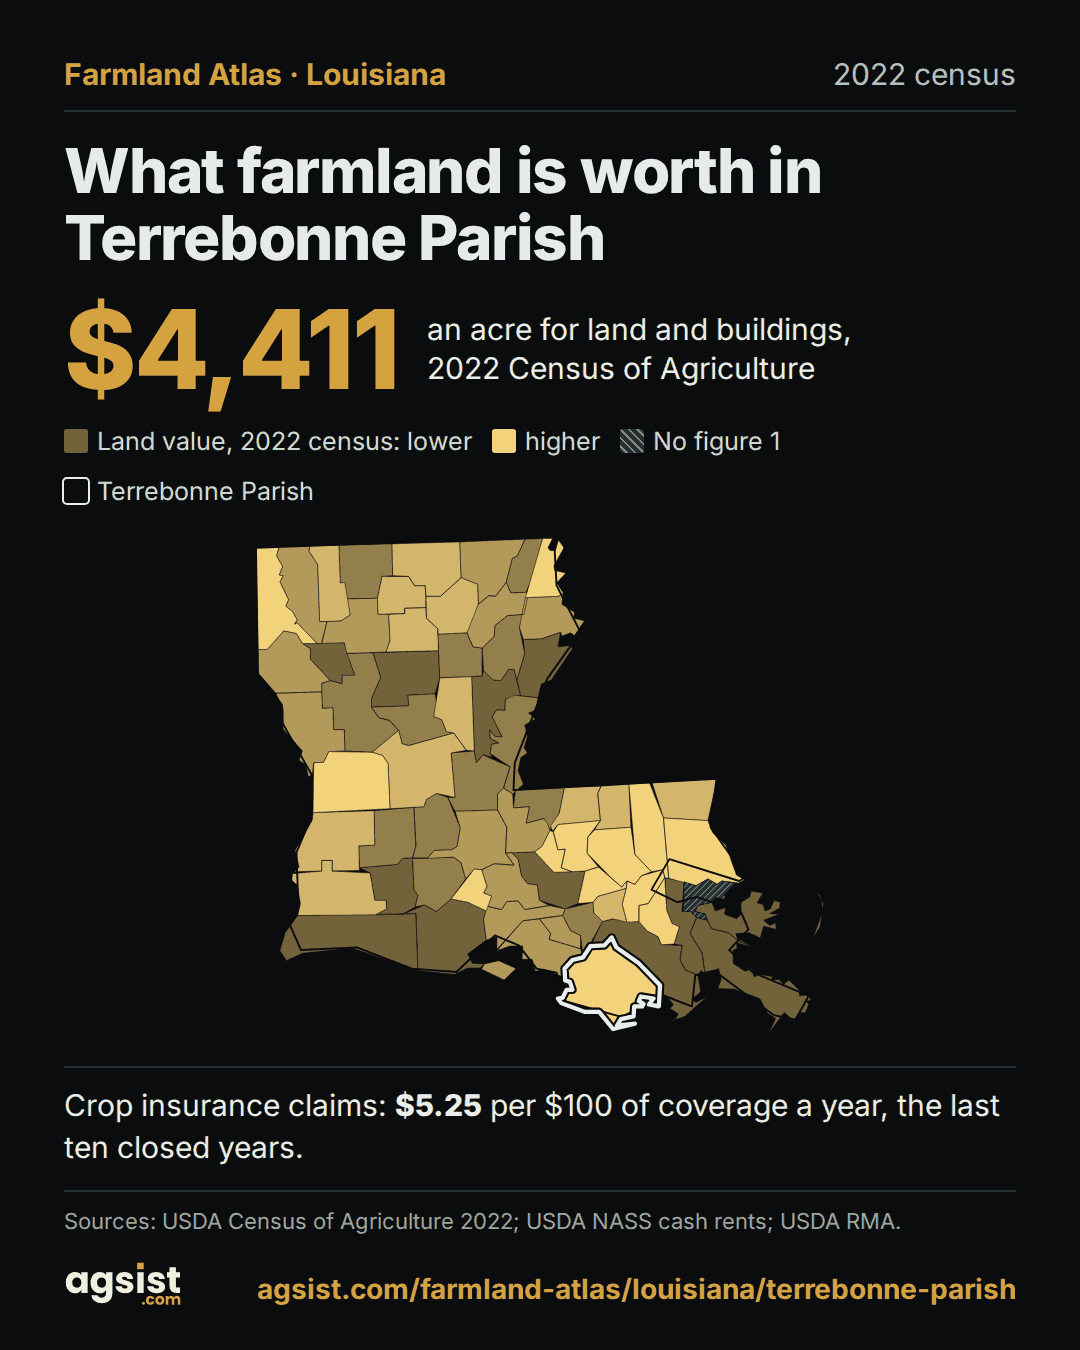 Farmland Atlas · Louisiana
2022 census
What farmland is worth in
Terrebonne Parish
$4,411
an acre for land and buildings,
2022 Census of Agriculture
Land value, 2022 census: lower
higher
No figure 1
Terrebonne Parish
Crop insurance claims: $5.25 per $100 of coverage a year, the last
ten closed years.
Sources: USDA Census of Agriculture 2022; USDA NASS cash rents; USDA RMA.
agsist
.com
agsist.com/farmland-atlas/louisiana/terrebonne-parish